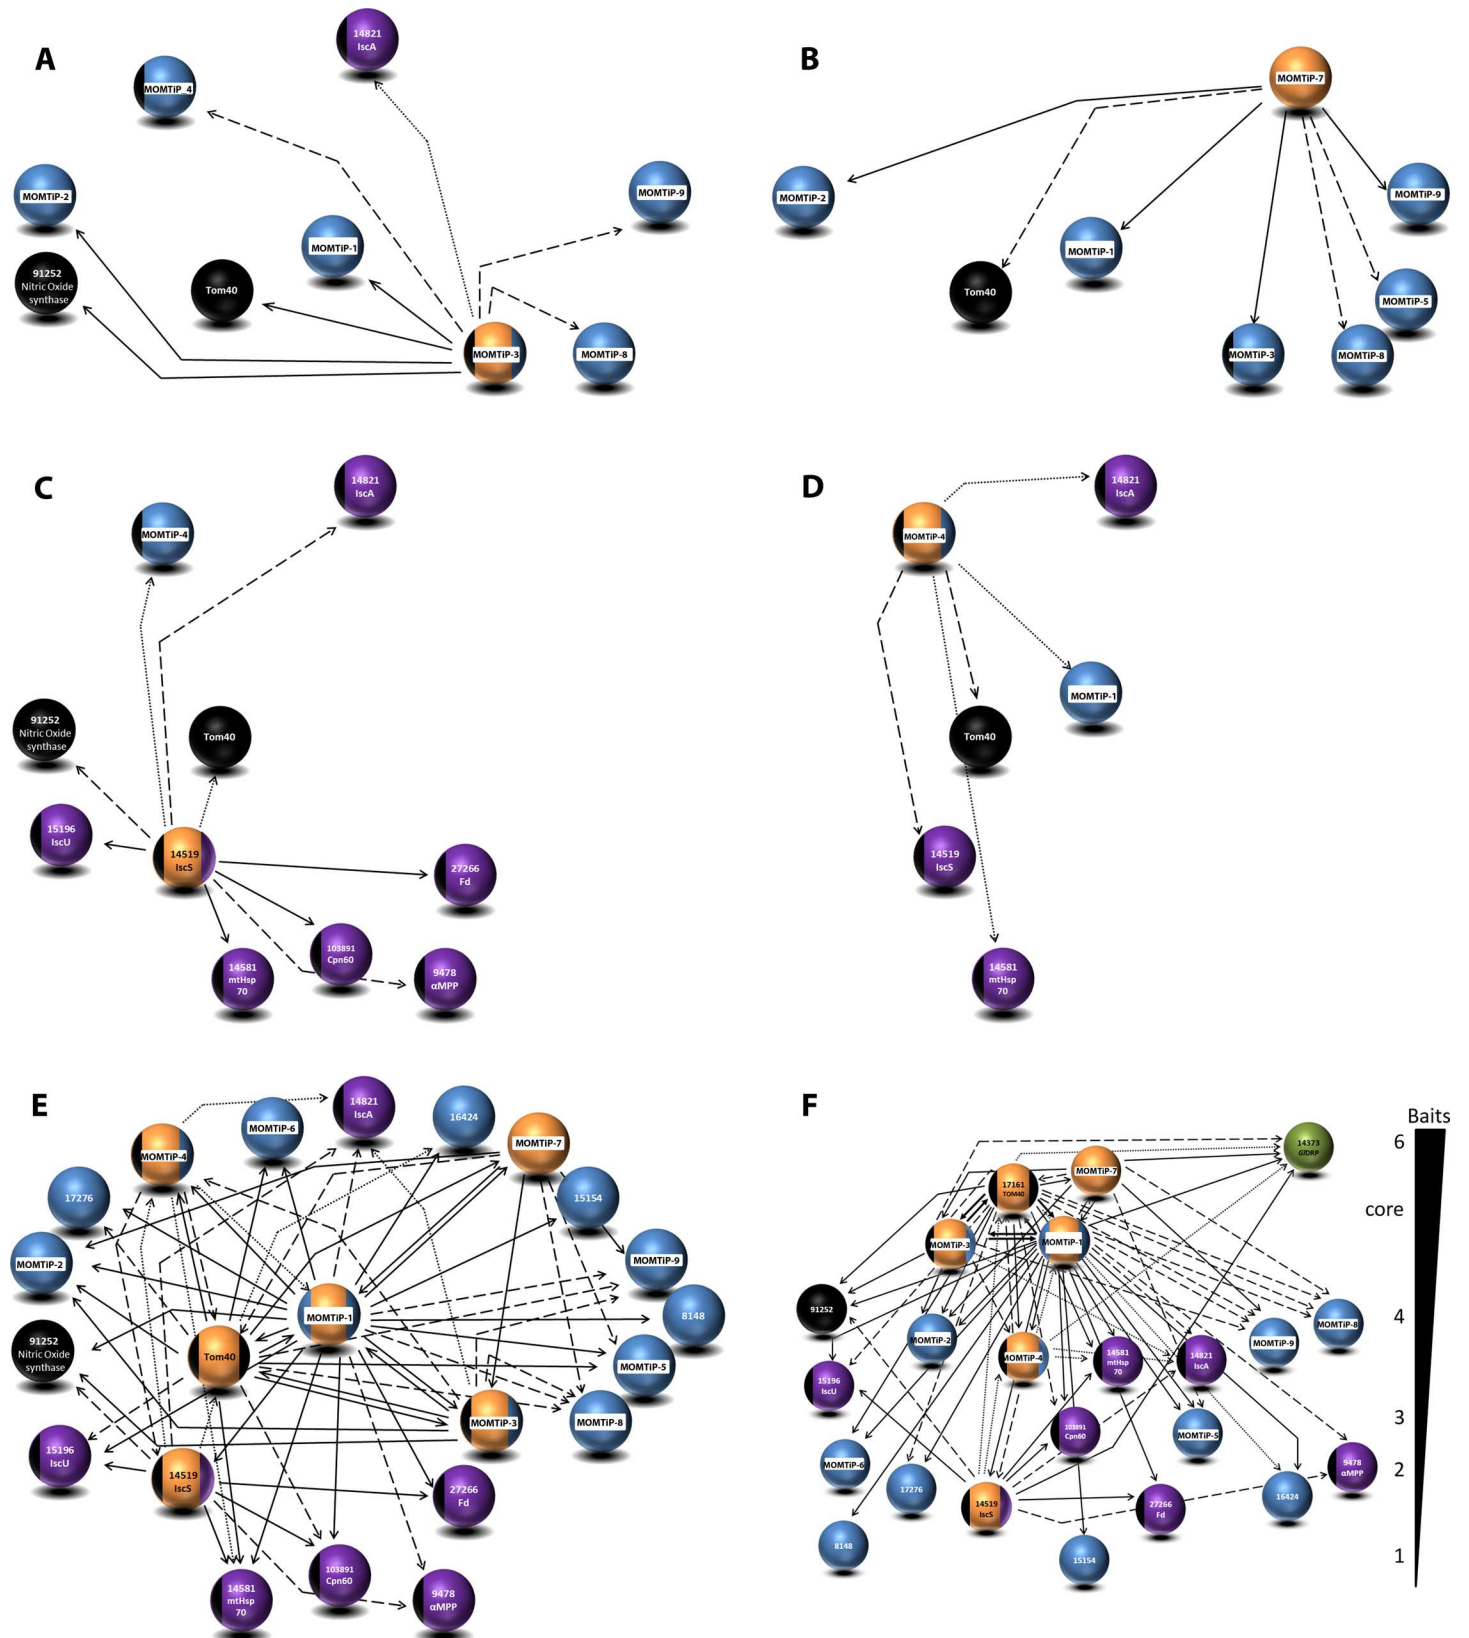 A
14821
IscA
MOMTiP_4
MOMTiP-2
MOMTiP-9
MOMTiP-1
91252
Nitric Oxide
synthase
Tom40
MOMTiP-3
MOMTiP-8
B
MOMTiP-7
MOMTiP-2
MOMTiP-9
MOMTiP-1
Tom40
MOMTiP-5
MOMTiP-3
MOMTiP-8
C
14821
IscA
MOMTiP-4
91252
Nitric Oxide
synthase
Tom40
15196
IscU
14519
IscS
27266
Fd
103891
Cpn60
14581
mtHsp
70
9478
αMPP
D
14821
IscA
MOMTiP-4
MOMTiP-1
Tom40
14519
IscS
14581
mtHsp
70
E
14821
IscA
16424
MOMTiP-6
MOMTiP-7
MOMTiP-4
17276
15154
MOMTiP-2
MOMTiP-9
MOMTiP-1
8148
91252
Nitric Oxide
synthase
Tom40
MOMTiP-5
MOMTiP-3
MOMTiP-8
15196
IscU
14519
IscS
27266
Fd
103891
Cpn60
14581
mtHsp
70
9478
αMPP
F
Baits
6
core
4
3
2
1
14373
GlDRP
MOMTiP-7
17161
TOM40
MOMTiP-3
MOMTiP-1
91252
MOMTiP-8
MOMTiP-2
MOMTiP-9
MOMTiP-4
14581
mtHsp
70
14821
IscA
15196
IscU
103891
Cpn60
MOMTiP-5
MOMTiP-6
9478
αMPP
17276
16424
14519
IscS
27266
Fd
8148
15154